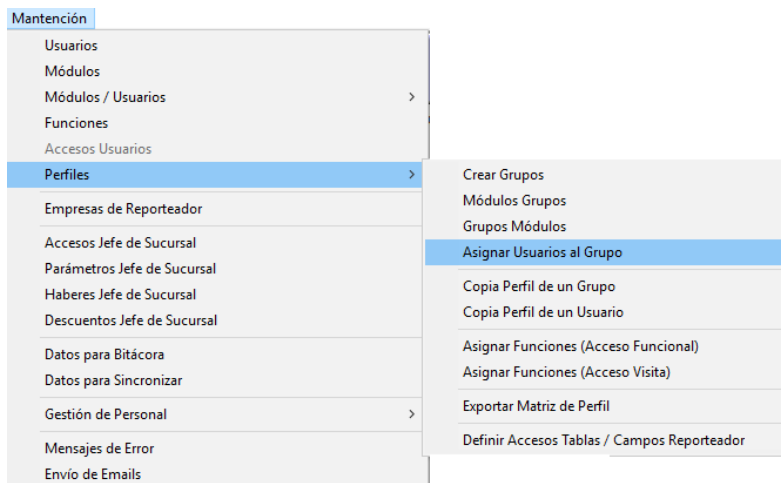 Mantención
Usuarios
Módulos
Módulos / Usuarios
Funciones
Accesos Usuarios
Perfiles
Empresas de Reporteador
Accesos Jefe de Sucursal
Parámetros Jefe de Sucursal
Haberes Jefe de Sucursal
Descuentos Jefe de Sucursal
Datos para Bitácora
Datos para Sincronizar
Gestión de Personal
Mensajes de Error
Envío de Emails
Crear Grupos
Módulos Grupos
Grupos Módulos
Asignar Usuarios al Grupo
Copia Perfil de un Grupo
Copia Perfil de un Usuario
Asignar Funciones (Acceso Funcional)
Asignar Funciones (Acceso Visita)
Exportar Matriz de Perfil
Definir Accesos Tablas / Campos Reporteador